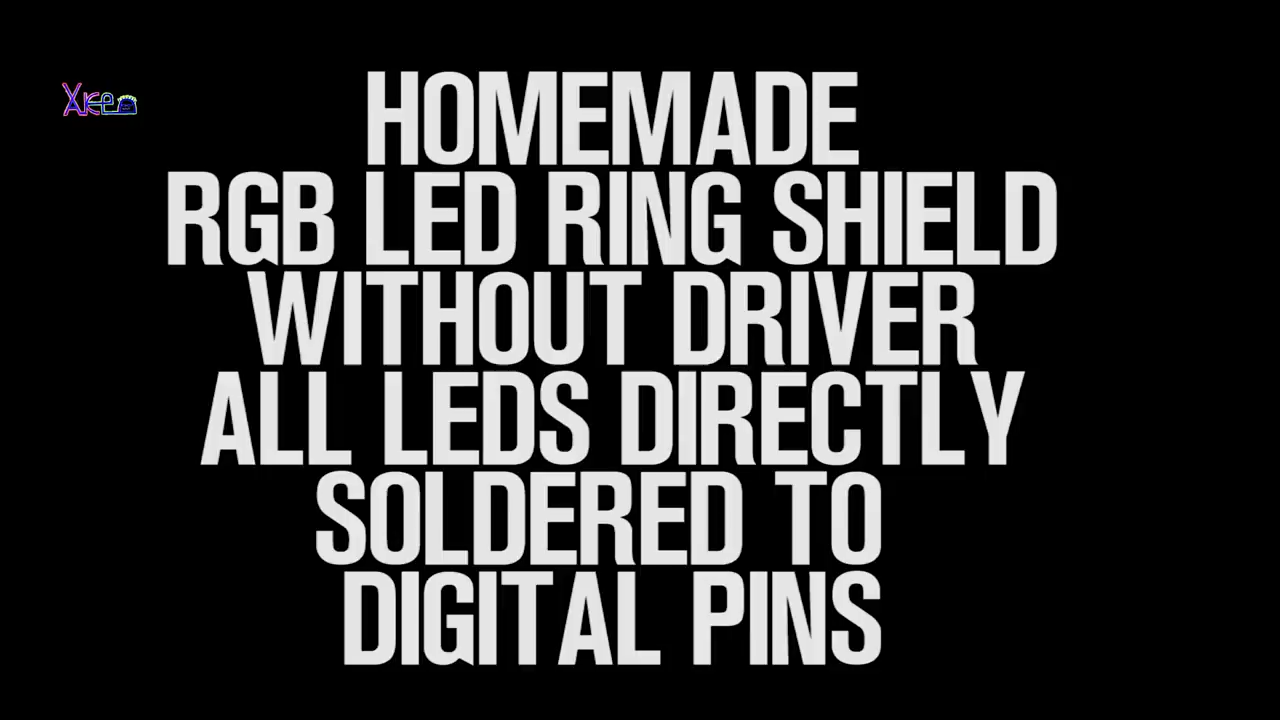 HOMEMADE
RGB LED RING SHIELD
WITHOUT DRIVER
ALL LEDS DIRECTLY
SOLDERED TO
DIGITAL PINS